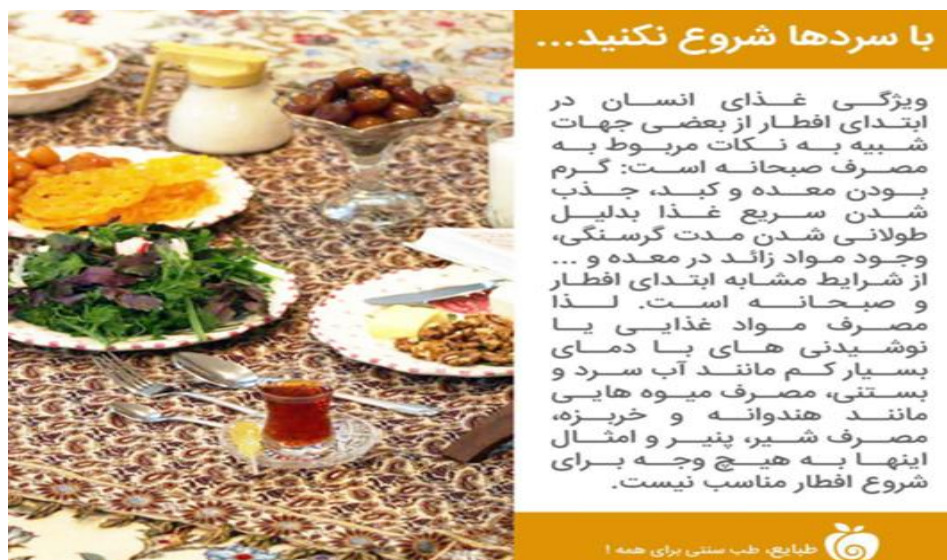 با سردها شروع نکنید...
ویژگی غذای انسان در
ابتدای افطار از بعضی جهات
شبیه به نکات مربوط به
مصرف صبحانه است: گرم
بودن معده و کبد، جذب
شدن سریع غذا بدلیل
طولانی شدن مدت گرسنگی،
وجود مواد زائد در معده و ...
از شرایط مشابه ابتدای افطار
و صبحانه است. لذا
مصرف مواد غذایی یا
نوشیدنی های با دمای
بسیار کم مانند آب سرد و
بستنی، مصرف میوه هایی
مانند هندوانه و خربزه،
مصرف شیر، پنیر و امثال
اینها به هیچ وجه برای
شروع افطار مناسب نیست.
طبایع، طب سنتی برای همه !